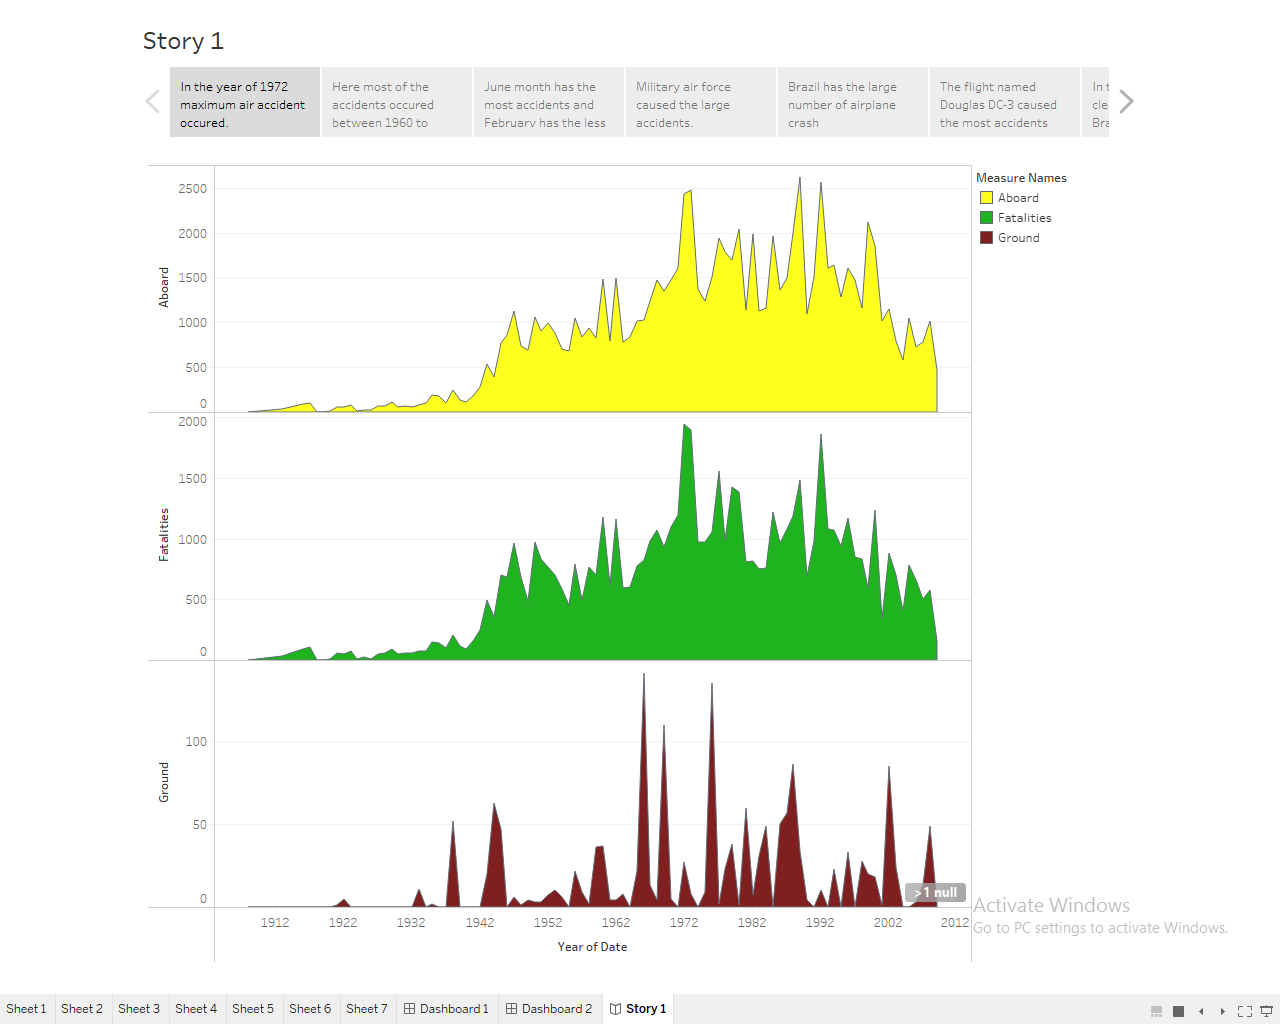 Story 1
In the year of 1972
maximum air accident
occured.
Here most of the
accidents occured
between 1960 to
June month has the
most accidents and
February has the less
Military air force
caused the large
accidents.
Brazil has the large
number of airplane
crash
The flight named
Douglas DC-3 caused
the most accidents
In t
cle
Bra
Measure Names
Aboard
Fatalities
Ground
Aboard
2500
2000
1500
1000
500
0
Fatalities
2000
1500
1000
500
0
Ground
100
50
0
>1 null
1912 1922 1932 1942 1952 1962 1972 1982 1992 2002 2012
Year of Date
Activate Windows
Go to PC settings to activate Windows.
Sheet 1 Sheet 2 Sheet 3 Sheet 4 Sheet 5 Sheet 6 Sheet 7 Dashboard 1 Dashboard 2 Story 1